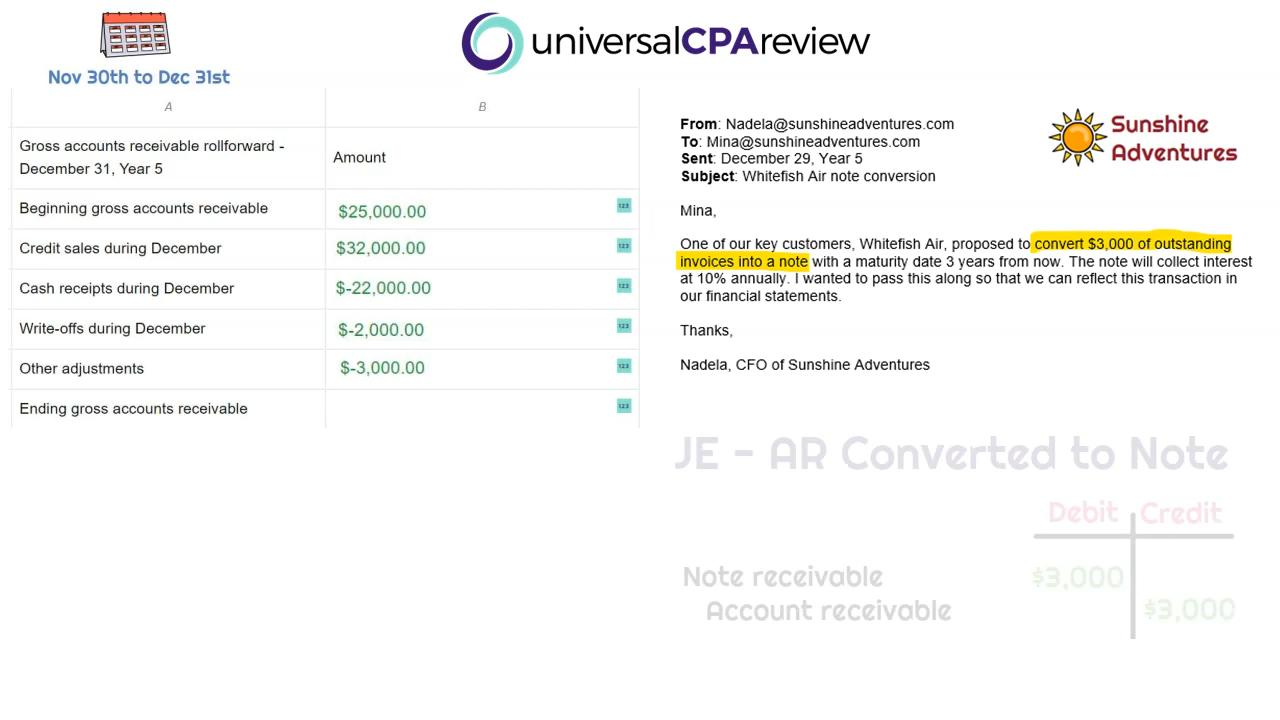 Nov 30th to Dec 31st
universalCPAreview
A B
Gross accounts receivable rollforward -
December 31, Year 5
Amount
Beginning gross accounts receivable $25,000.00 123
Credit sales during December $32,000.00 123
Cash receipts during December $-22,000.00 123
Write-offs during December $-2,000.00 123
Other adjustments $-3,000.00 123
Ending gross accounts receivable 123
From: Nadela@sunshineadventures.com
To: Mina@sunshineadventures.com
Sent: December 29, Year 5
Subject: Whitefish Air note conversion
Sunshine
Adventures
Mina,
One of our key customers, Whitefish Air, proposed to convert $3,000 of outstanding
invoices into a note with a maturity date 3 years from now. The note will collect interest
at 10% annually. I wanted to pass this along so that we can reflect this transaction in
our financial statements.
Thanks,
Nadela, CFO of Sunshine Adventures
JE - AR Converted to Note
Debit Credit
Note receivable $3,000
Account receivable $3,000